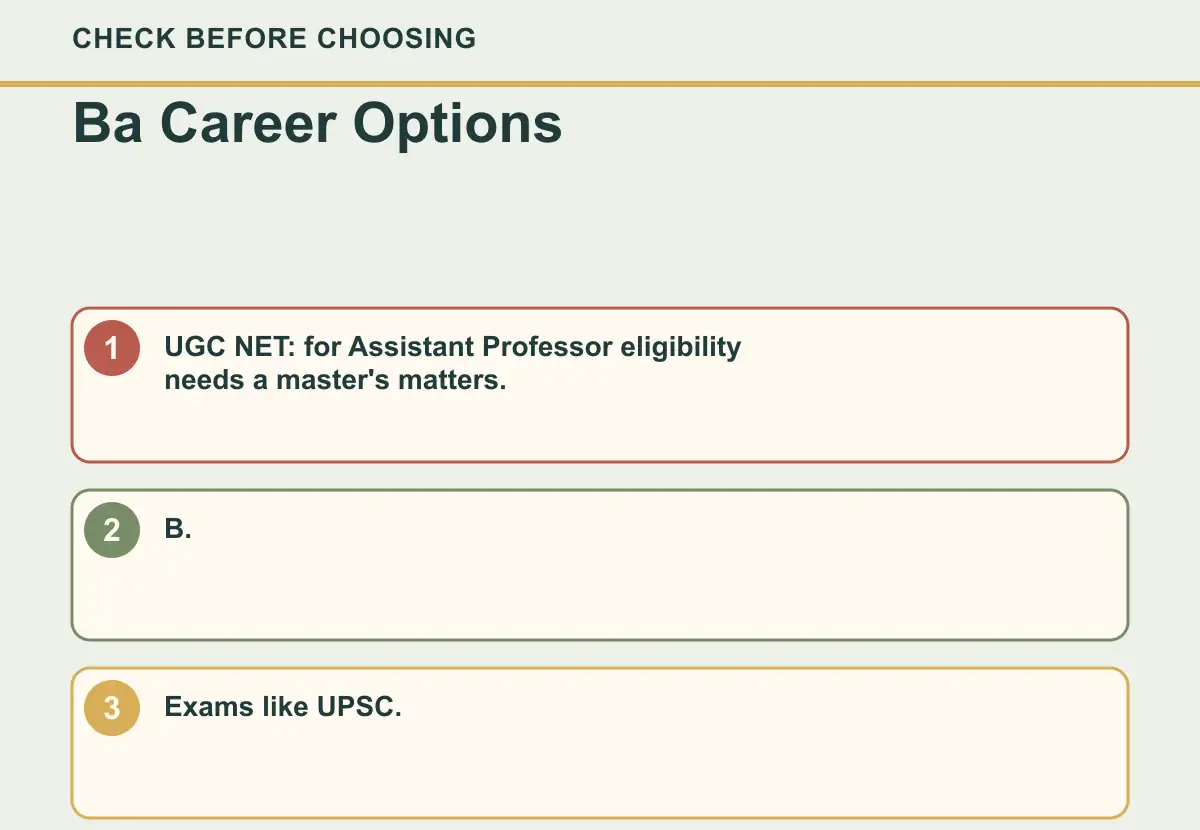 CHECK BEFORE CHOOSING
Ba Career Options
1
UGC NET: for Assistant Professor eligibility
needs a master's matters.
2
B.
3
Exams like UPSC.